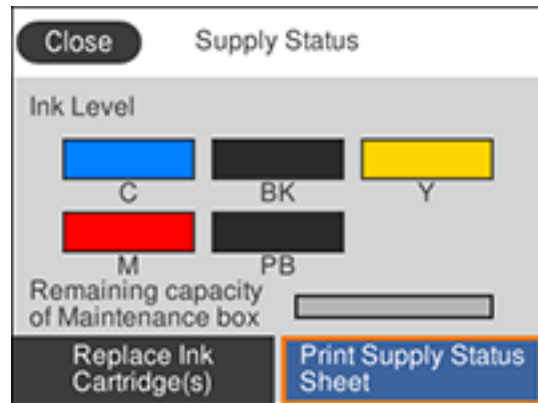 Close
Supply Status
Ink Level
C
BK
Y
M
PB
Remaining capacity
of Maintenance box
Replace Ink
Cartridge(s)
Print Supply Status
Sheet